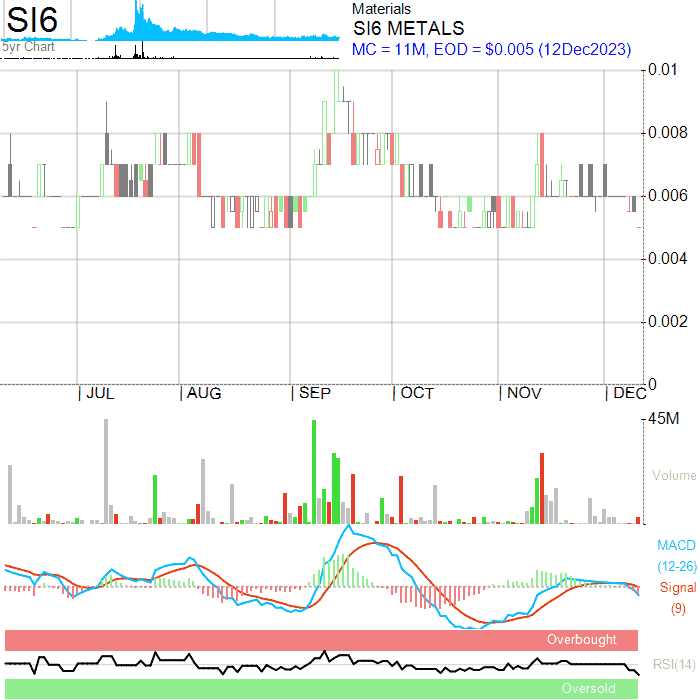 SI6
5yr Chart
Materials
SI6 METALS
MC = 11M, EOD = $0.005 (12Dec2023)
0.01
0.008
0.006
0.004
0.002
0
JUL AUG SEP OCT NOV DEC
45M
Volume
MACD
(12-26)
Signal
(9)
Overbought
RSI(14)
Oversold